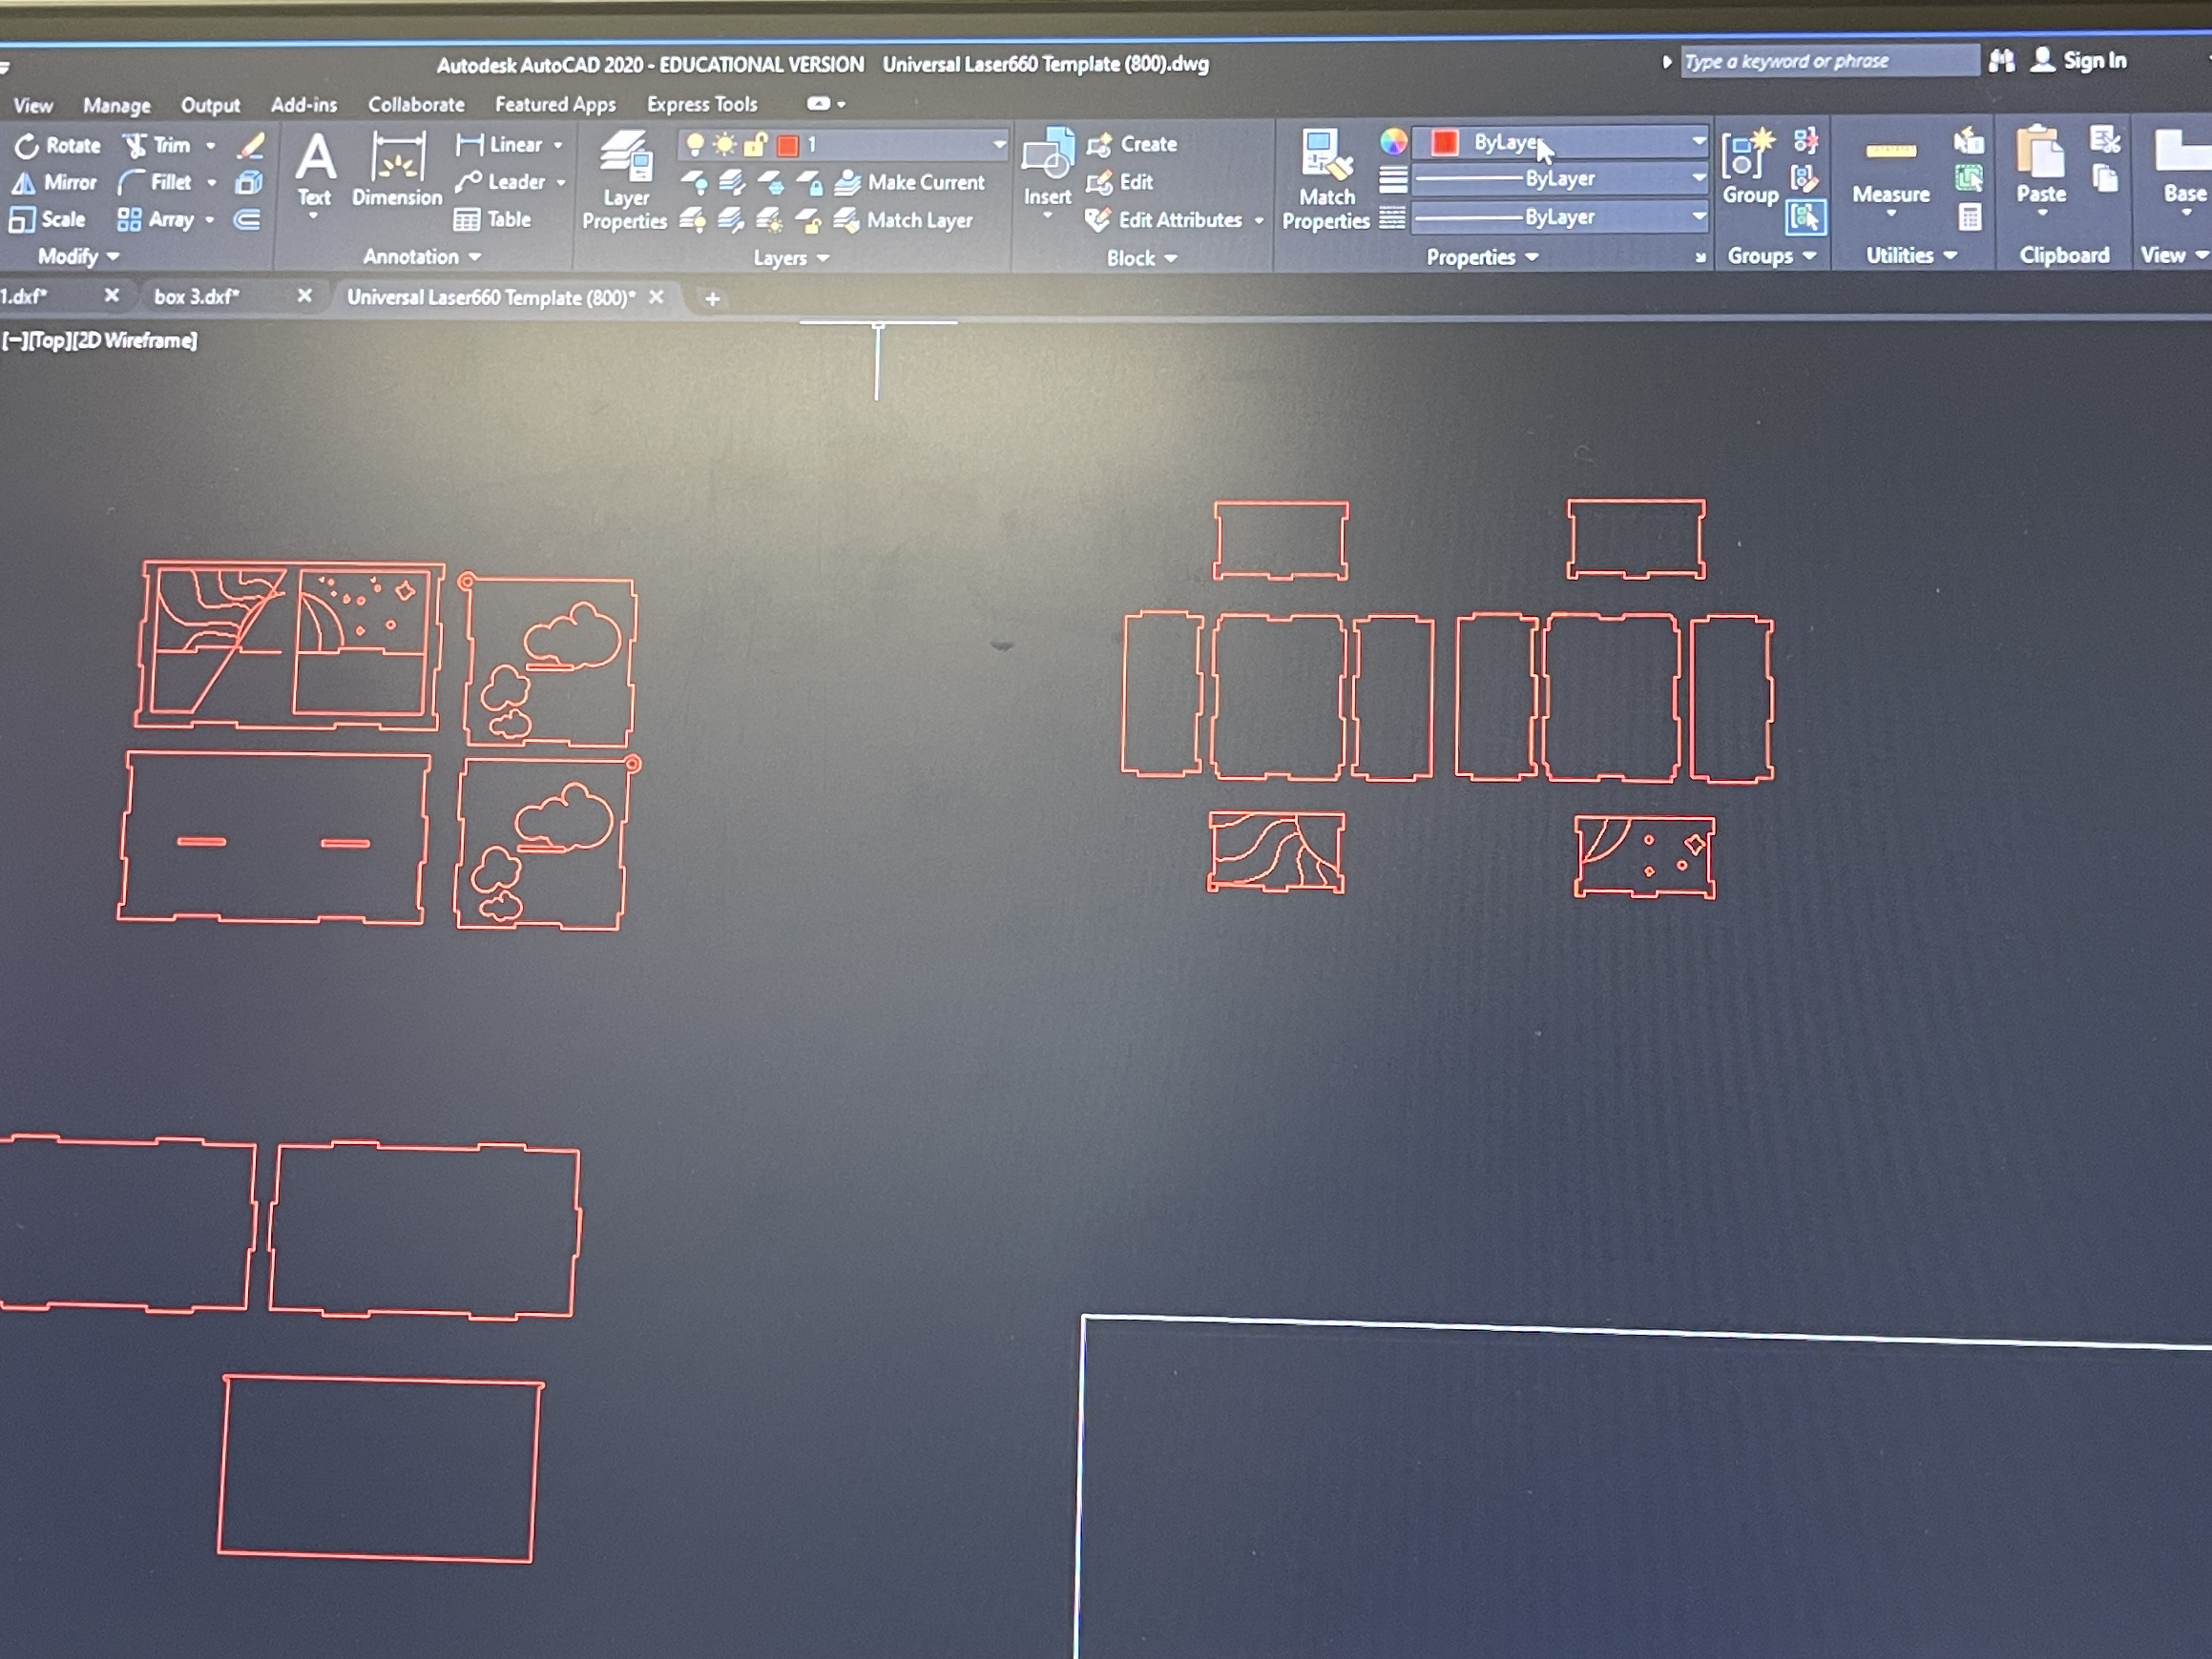 Autodesk AutoCAD 2020 - EDUCATIONAL VERSION Universal Laser660 Template (800).dwg
Type a keyword or phrase
Sign In
View Manage Output Add-ins Collaborate Featured Apps Express Tools
Rotate Trim
Mirror Fillet
Scale Array
Modify
Text
Dimension
Linear
Leader
Table
Annotation
Layer
Properties
1
Make Current
Match Layer
Layers
Insert
Create
Edit
Edit Attributes
Block
Match
Properties
ByLayer
ByLayer
Properties
Group
Groups
Measure
Utilities
Paste
Clipboard
Base
View
1.dxf* box 3.dxf* Universal Laser660 Template (800)*
[−][Top][2D Wireframe]